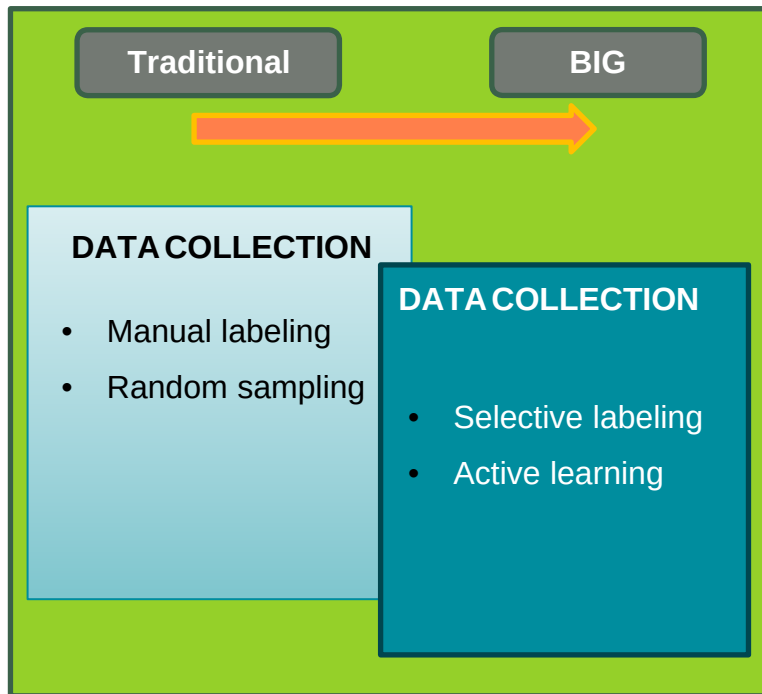 Traditional
BIG
DATA COLLECTION
• Manual labeling
• Random sampling
DATA COLLECTION
• Selective labeling
• Active learning